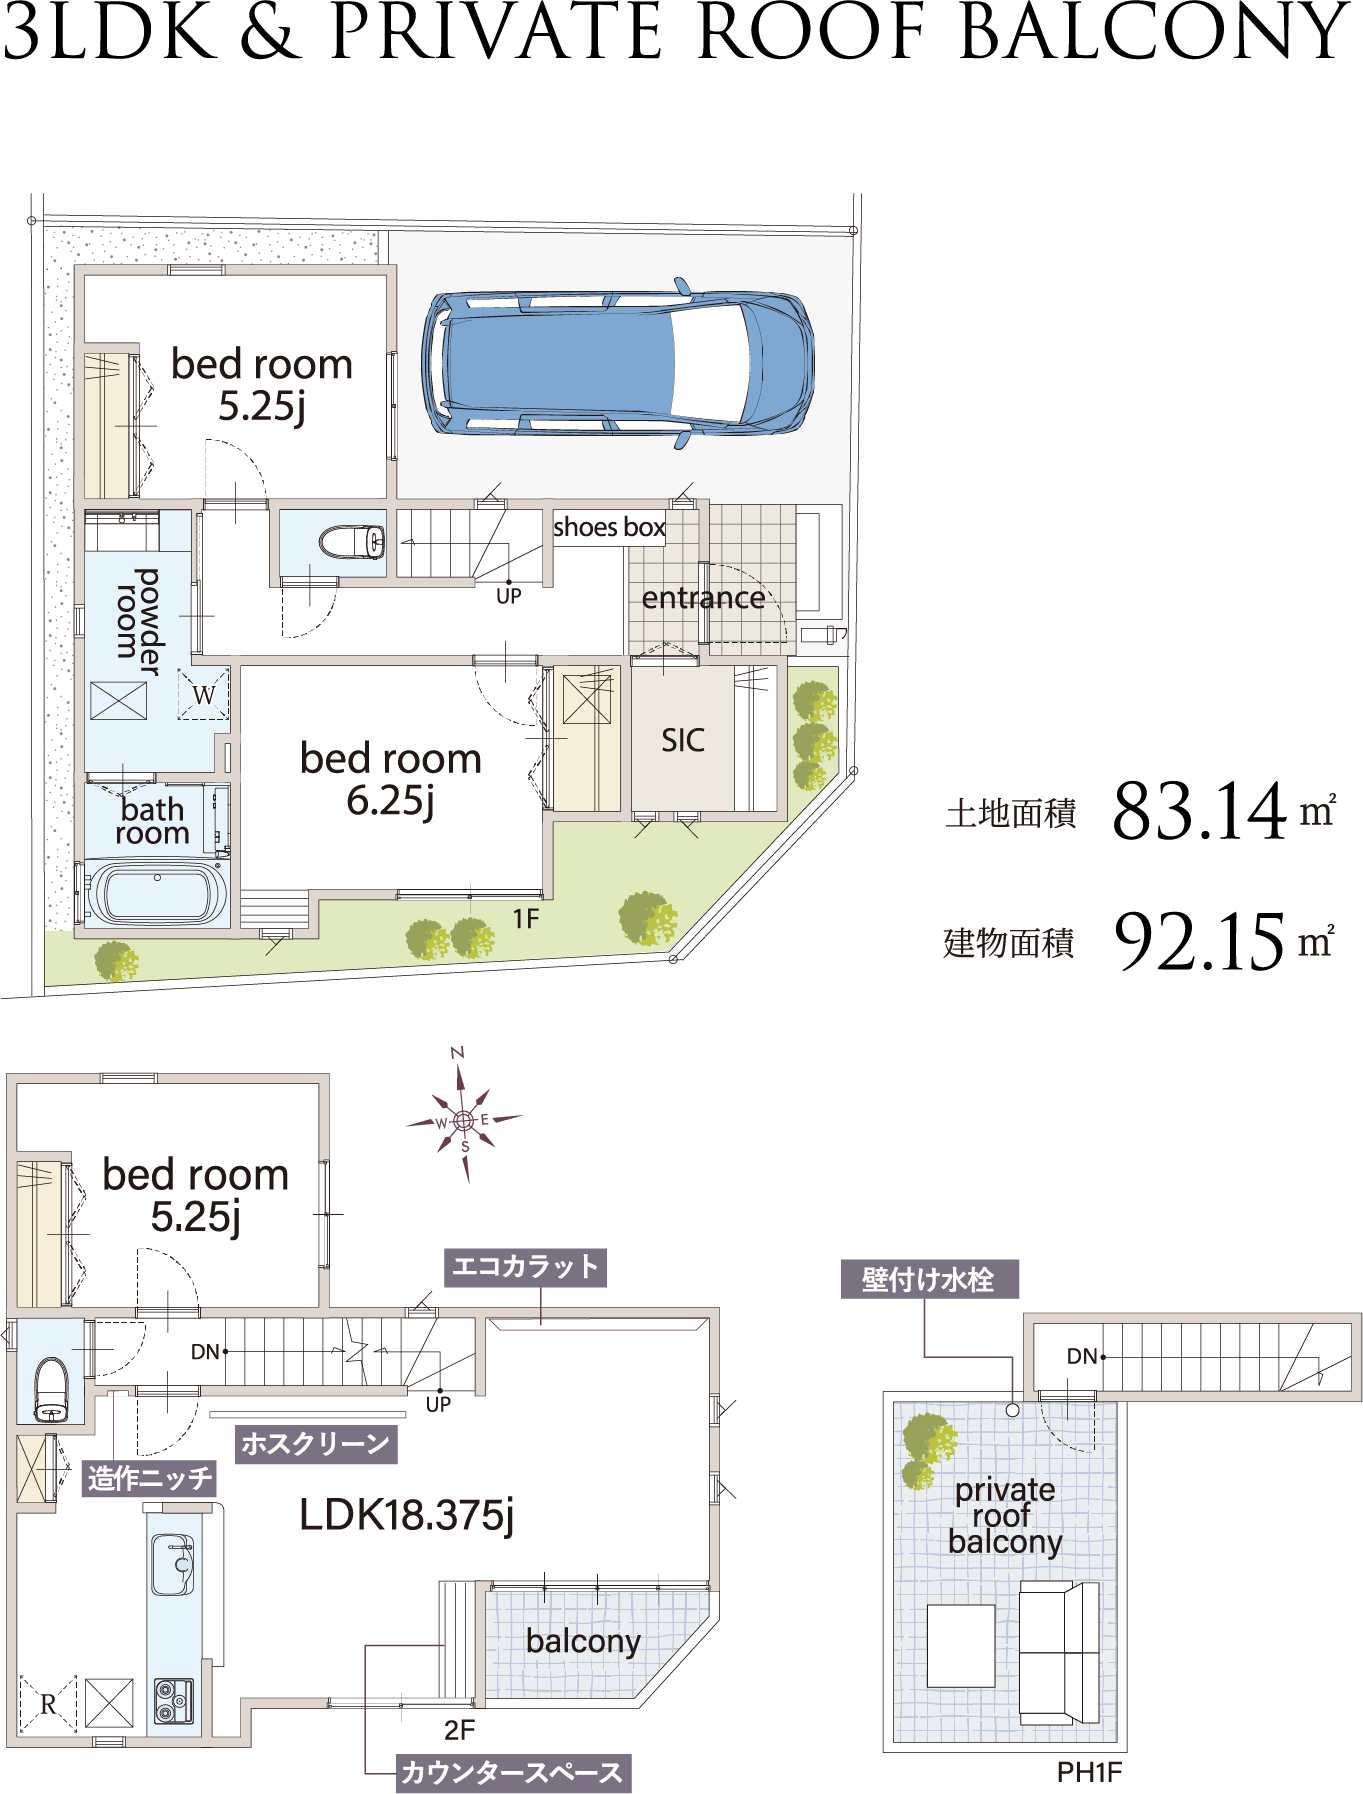 3LDK & PRIVATE ROOF BALCONY
bed room
5.25j
shoes box
UP
entrance
powder
room
W
bed room
6.25j
SIC
bath
room
1F
土地面積 83.14㎡
建物面積 92.15㎡
N
W
E
S
bed room
5.25j
エコカラット
壁付け水栓
DN
UP
DN
ホスクリーン
造作ニッチ
LDK18.375j
private
roof
balcony
balcony
R
2F
カウンタースペース
PH1F